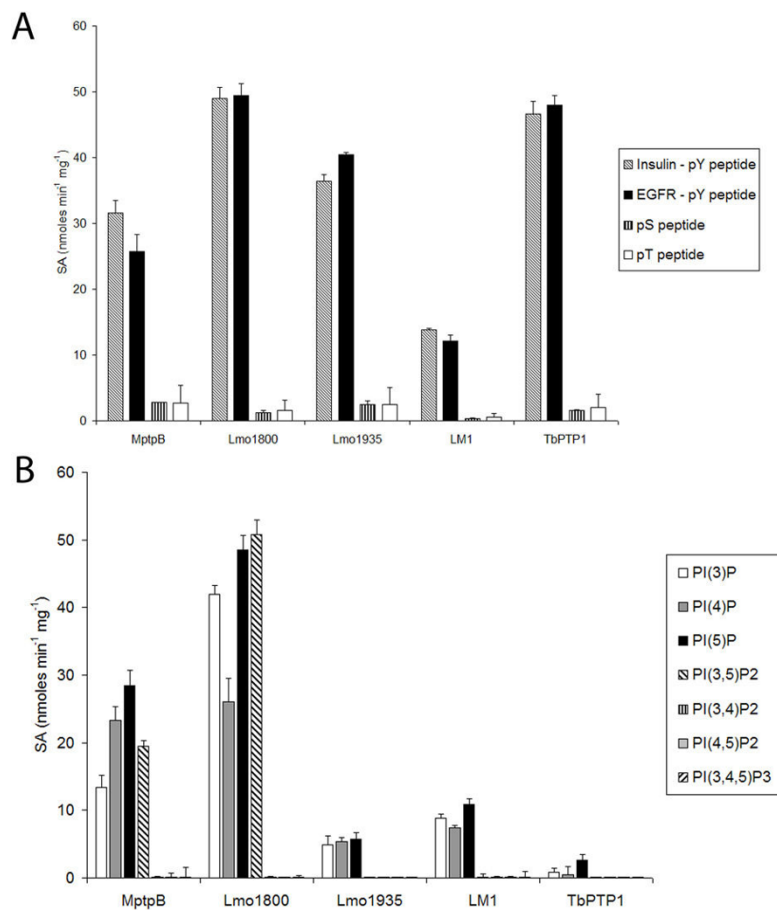 A
60
50
40
30
20
10
0
SA (nmoles min-1 mg-1)
MptpB Lmo1800 Lmo1935 LM1 TbPTP1
Insulin - pY peptide
EGFR - pY peptide
pS peptide
pT peptide
B
60
50
40
30
20
10
0
SA (nmoles min-1 mg-1)
MptpB Lmo1800 Lmo1935 LM1 TbPTP1
PI(3)P
PI(4)P
PI(5)P
PI(3,5)P2
PI(3,4)P2
PI(4,5)P2
PI(3,4,5)P3